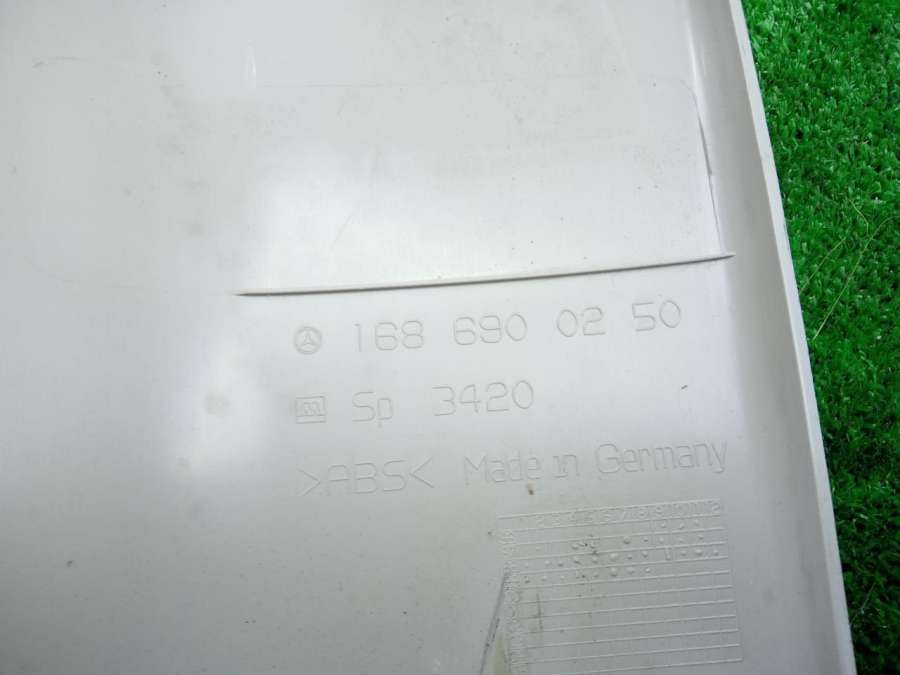 168 690 02 50
Sp 3420
>ABS< Made in Germany